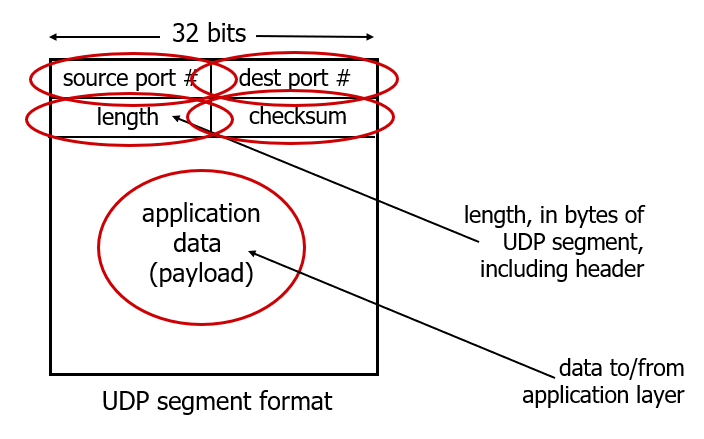 32 bits
source port # dest port #
length checksum
application
data
(payload)
length, in bytes of
UDP segment,
including header
data to/from
application layer
UDP segment format